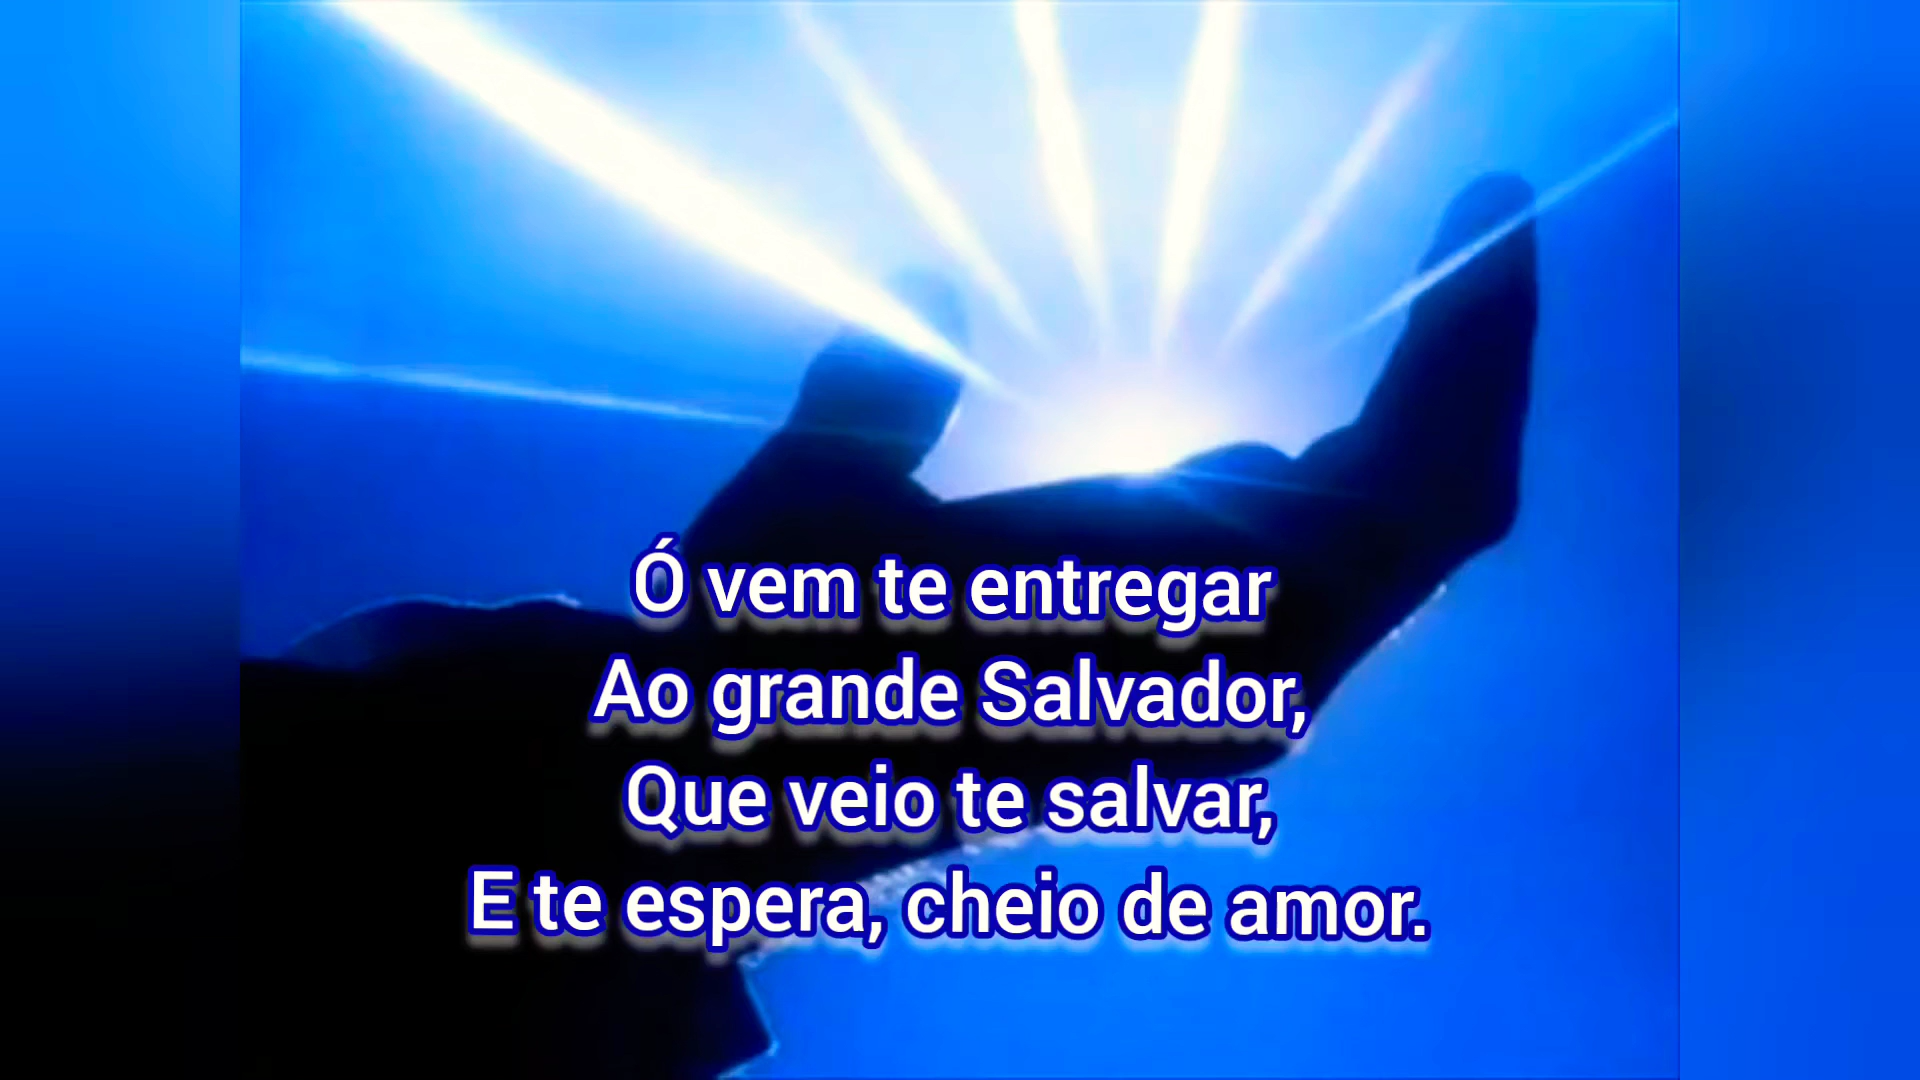 Ó vem te entregar
Ao grande Salvador,
Que veio te salvar,
E te espera, cheio de amor.